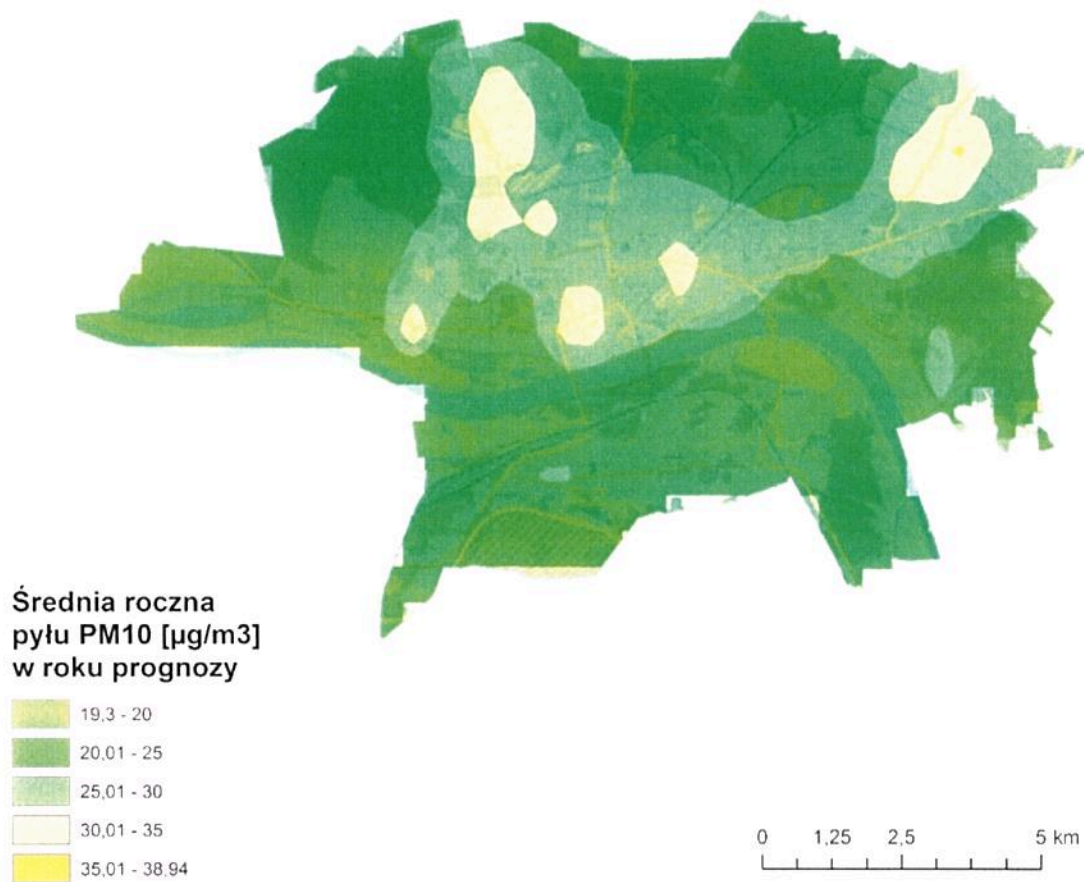 Średnia roczna
pyłu PM10 [µg/m3]
w roku prognozy
19,3 - 20
20,01 - 25
25,01 - 30
30,01 - 35
35,01 - 38,94
0 1,25 2,5 5 km